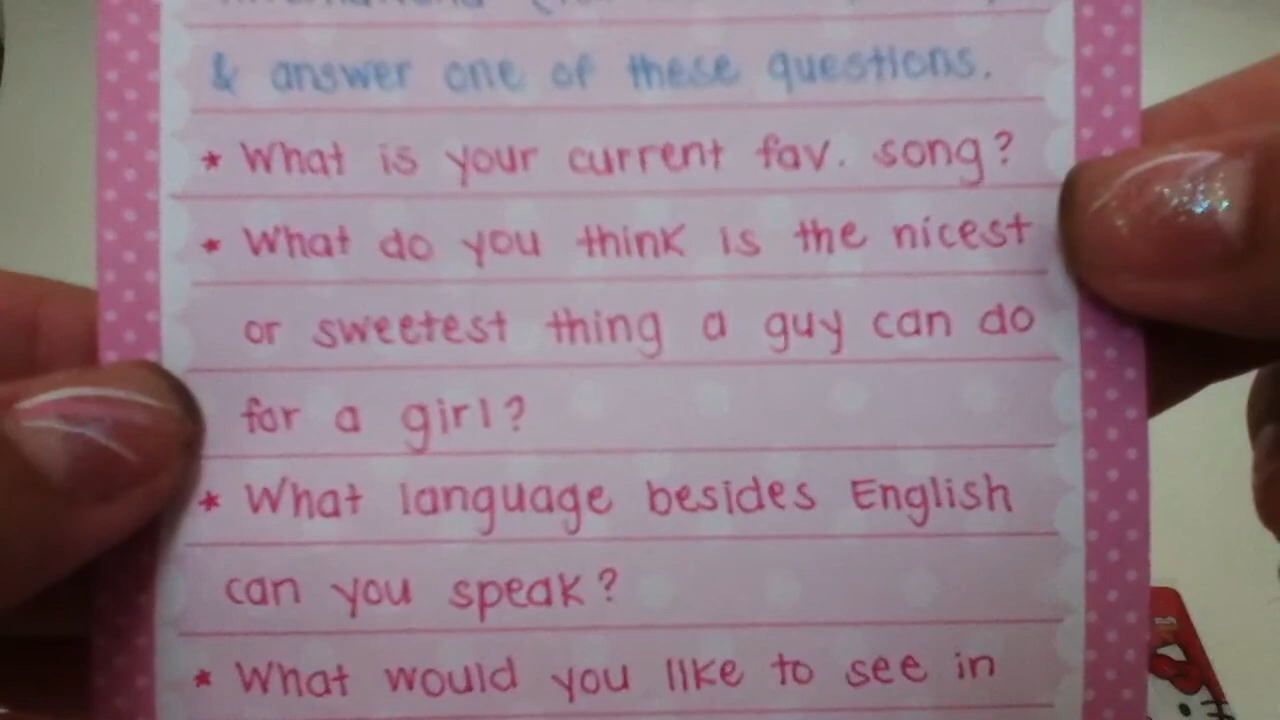 & answer one of these questions.
* What is your current fav. song?
* What do you think is the nicest
or sweetest thing a guy can do
for a girl?
* What language besides English
can you speak?
* What would you like to see in